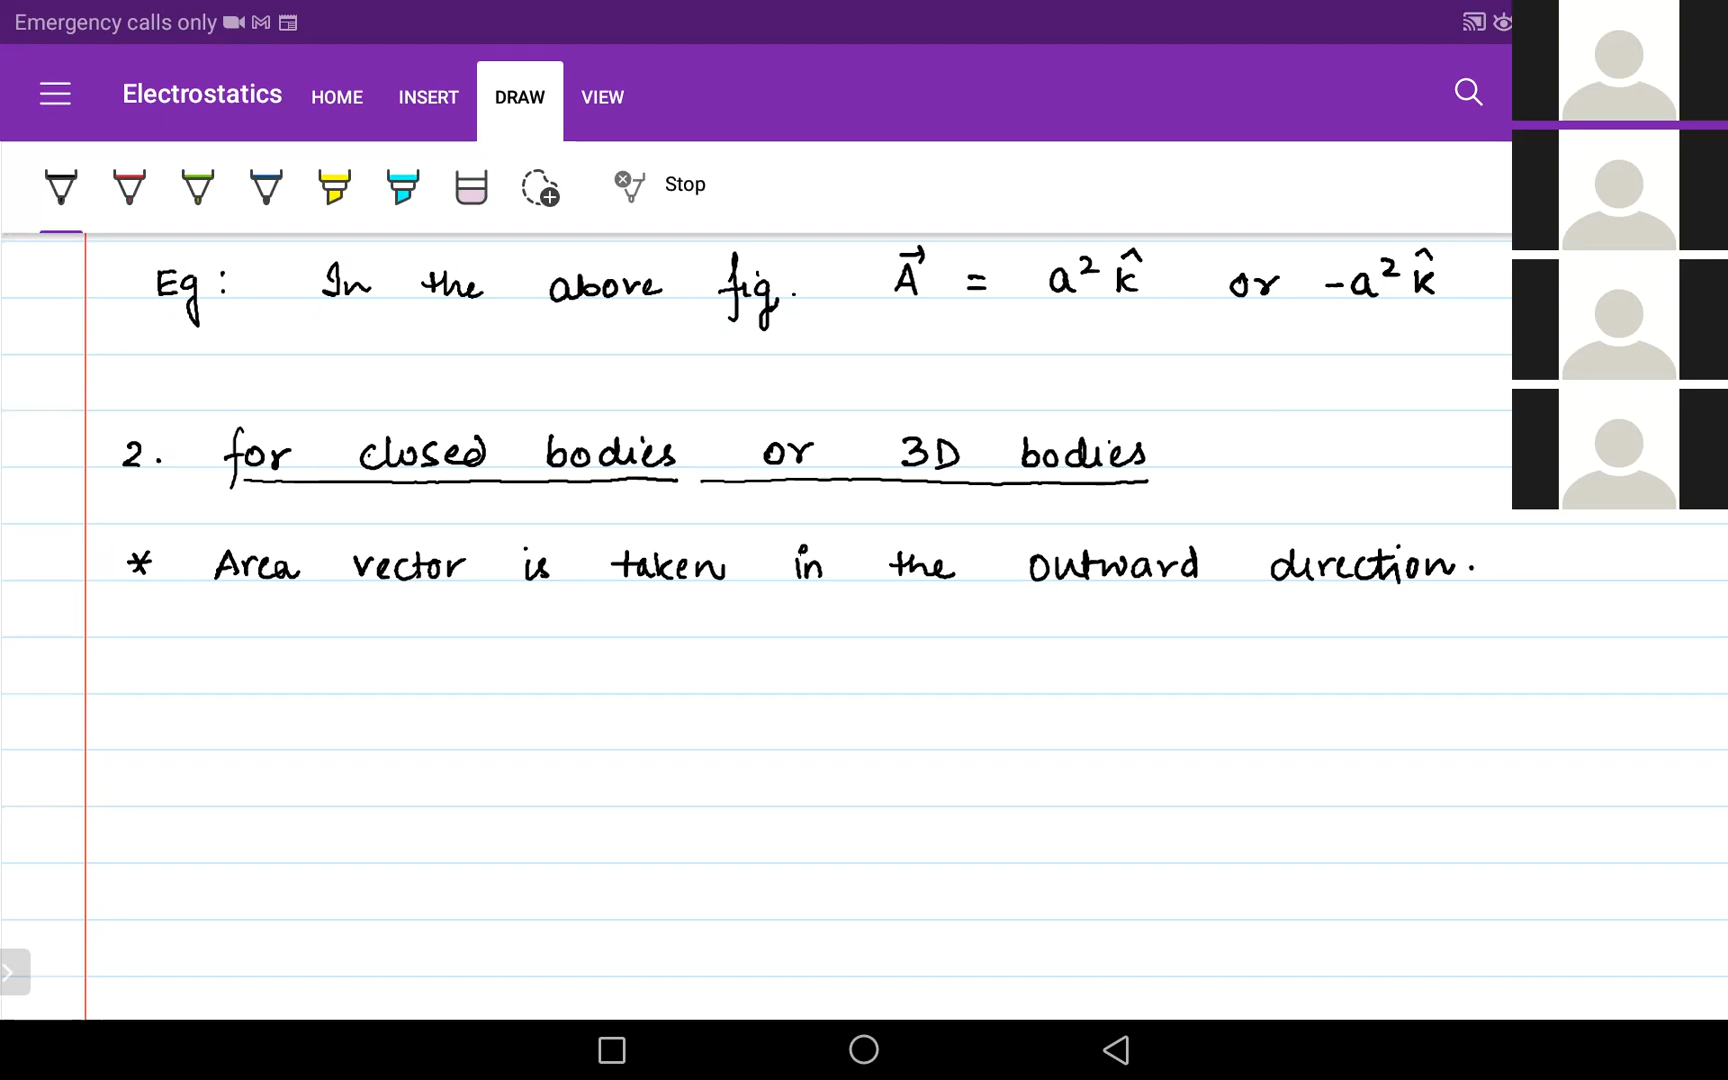 Emergency calls only
Electrostatics HOME INSERT DRAW VIEW
Stop
Eg : In the above fig. A⃗ = a² k̂ or -a² k̂
2. for closed bodies or 3D bodies
* Area vector is taken in the outward direction.